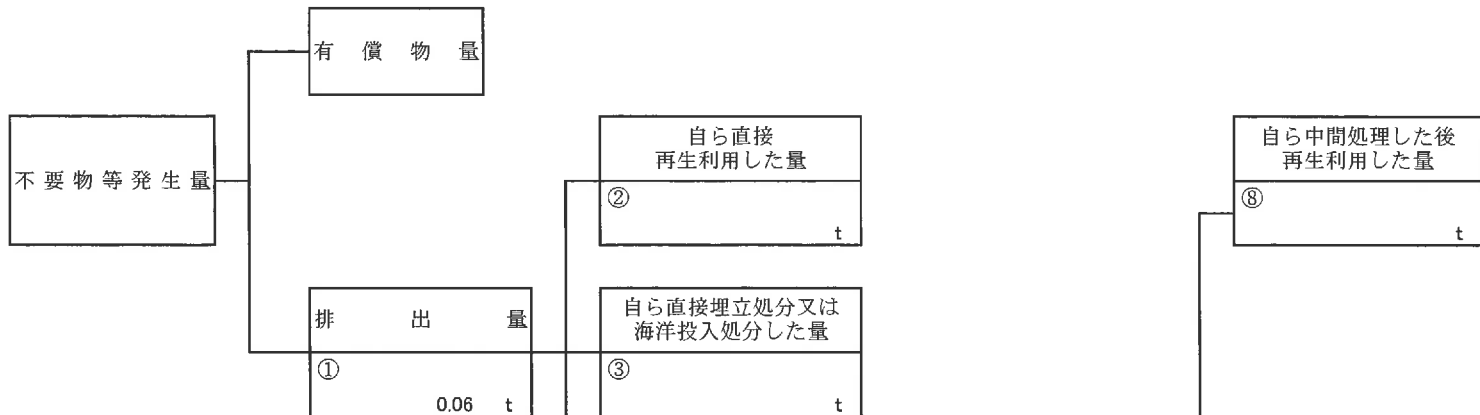 有償物量
不要物等発生量
自ら直接
再生利用した量
②
t
自ら中間処理した後
再生利用した量
⑧
t
排出量
①
0.06 t
自ら直接埋立処分又は
海洋投入処分した量
③
t